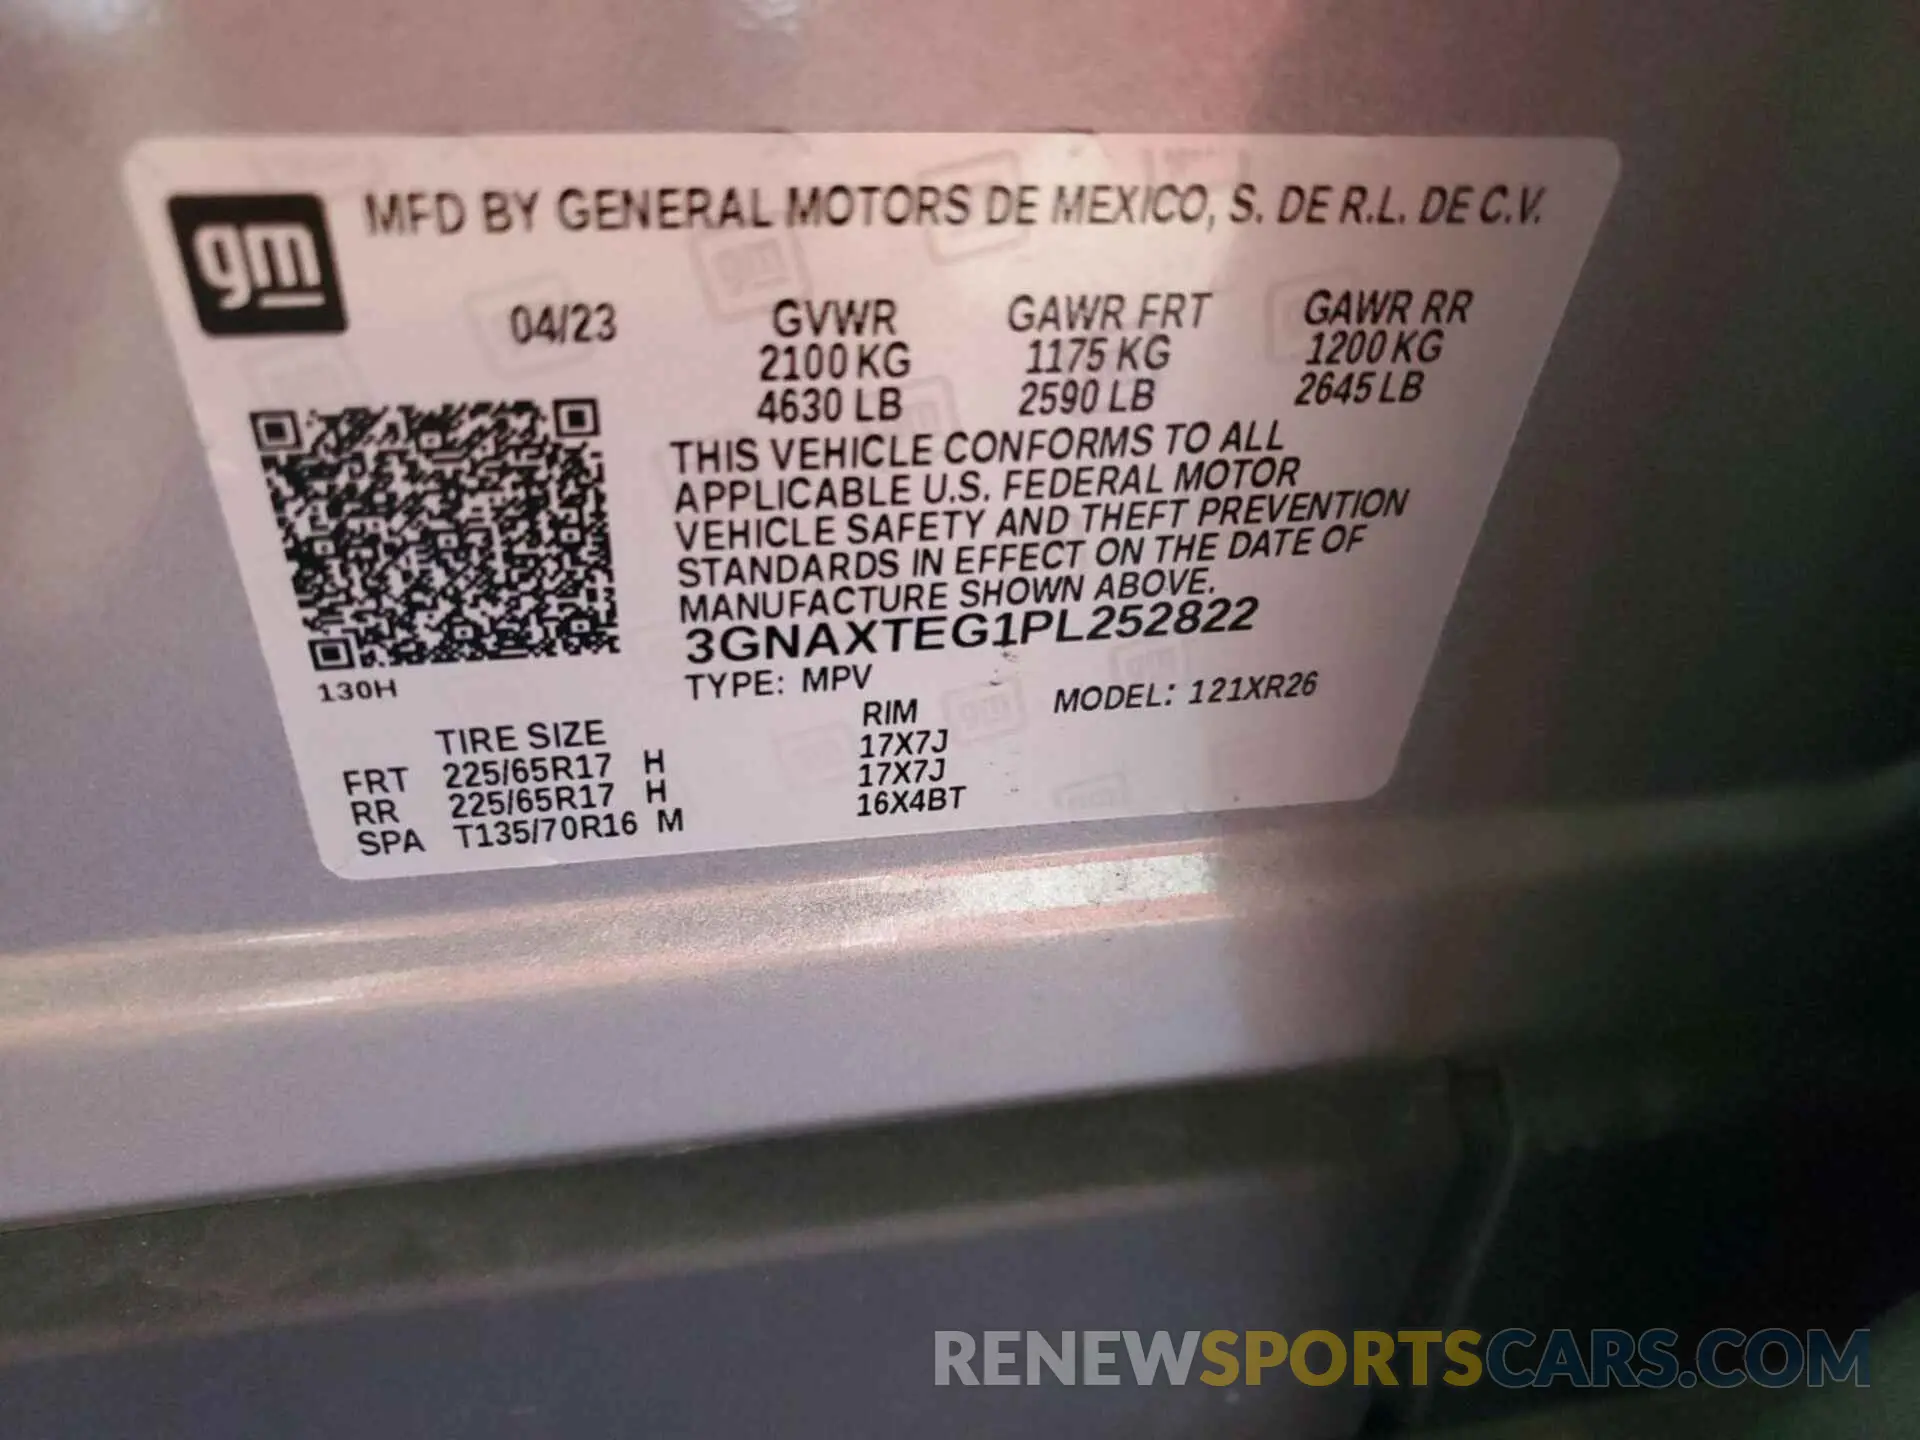 gm
MFD BY GENERAL MOTORS DE MEXICO, S. DE R.L. DE C.V.
04/23 GVWR GAWR FRT GAWR RR
2100 KG 1175 KG 1200 KG
4630 LB 2590 LB 2645 LB
THIS VEHICLE CONFORMS TO ALL
APPLICABLE U.S. FEDERAL MOTOR
VEHICLE SAFETY AND THEFT PREVENTION
STANDARDS IN EFFECT ON THE DATE OF
MANUFACTURE SHOWN ABOVE.
3GNAXTEG1PL252822
130H
TYPE: MPV MODEL: 121XR26
TIRE SIZE RIM
FRT 225/65R17 H 17X7J
RR 225/65R17 H 17X7J
SPA T135/70R16 M 16X4BT
RENEWSPORTSCARS.COM